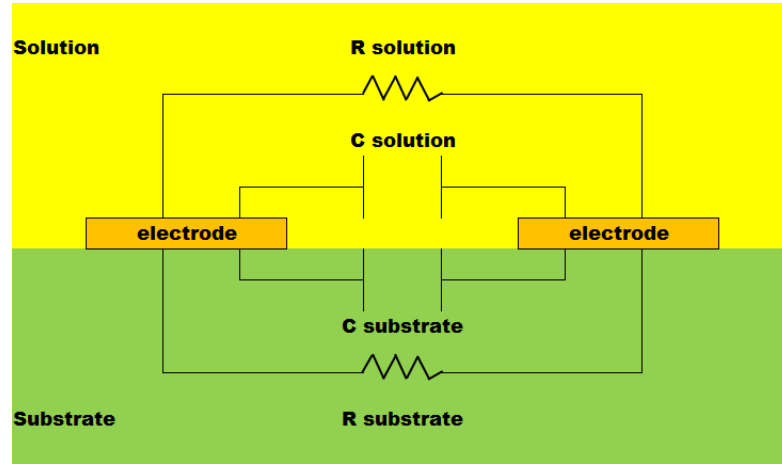 Solution
R solution
C solution
electrode
electrode
C substrate
R substrate
Substrate